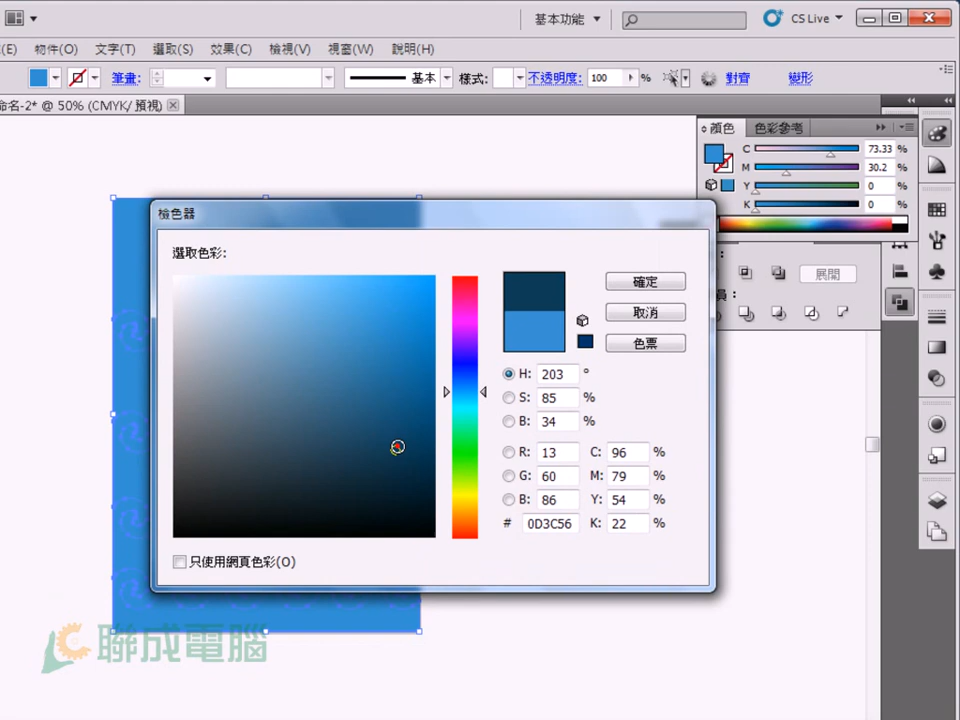 基本功能
CS Live
(E) 物件(O) 文字(T) 選取(S) 效果(C) 檢視(V) 視窗(W) 說明(H)
筆畫: 基本 樣式: 不透明度: 100 % 對齊 變形
命名-2* @ 50% (CMYK/ 預視)
顏色 色彩參考
C 73.33 %
M 30.2 %
Y 0 %
K 0 %
展開
員:
檢色器
選取色彩:
確定
取消
色票
H: 203 °
S: 85 %
B: 34 %
R: 13 C: 96 %
G: 60 M: 79 %
B: 86 Y: 54 %
# 0D3C56 K: 22 %
只使用網頁色彩(O)
聯成電腦